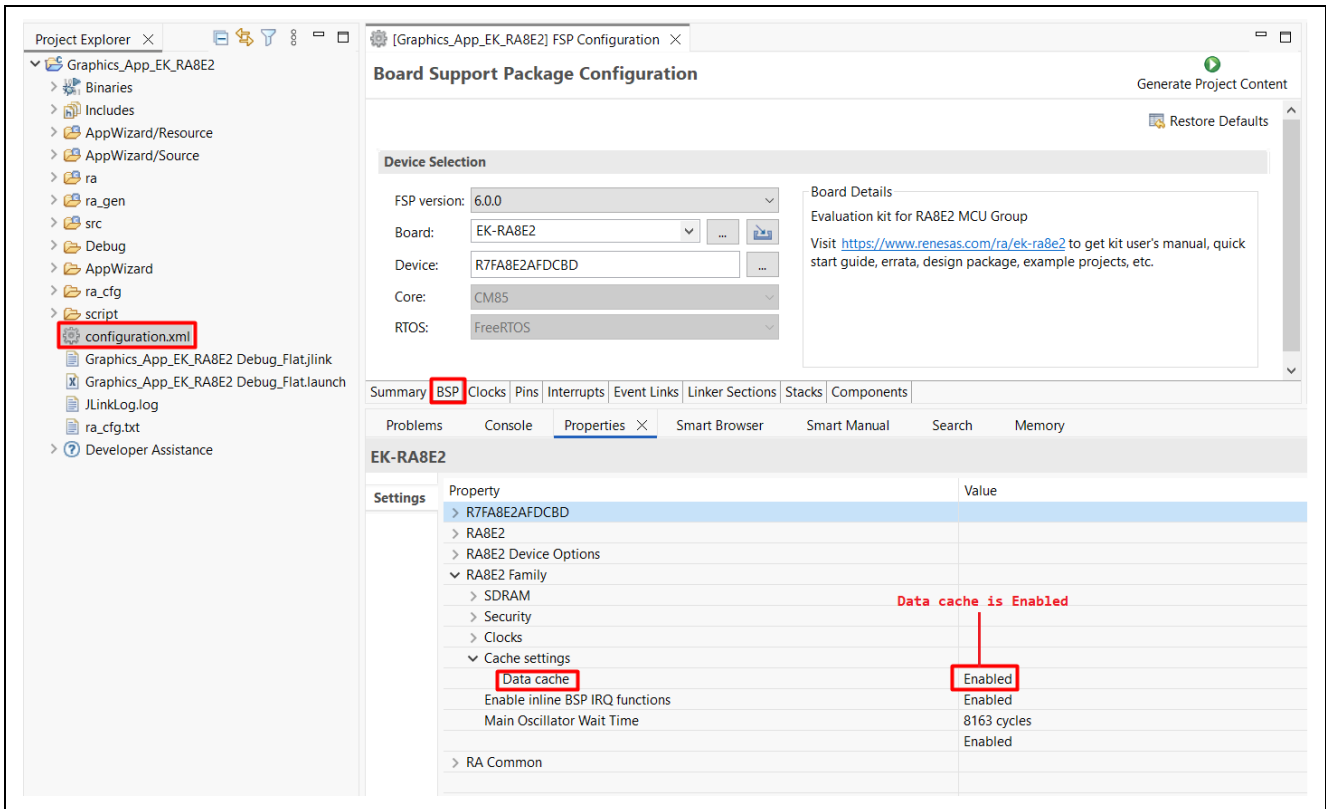 Project Explorer
Graphics_App_EK_RA8E2
Binaries
Includes
AppWizard/Resource
AppWizard/Source
ra
ra_gen
src
Debug
AppWizard
ra_cfg
script
configuration.xml
Graphics_App_EK_RA8E2 Debug_Flat.jlink
Graphics_App_EK_RA8E2 Debug_Flat.launch
JLinkLog.log
ra_cfg.txt
Developer Assistance
[Graphics_App_EK_RA8E2] FSP Configuration
Board Support Package Configuration
Generate Project Content
Restore Defaults
Device Selection
FSP version: 6.0.0
Board: EK-RA8E2 ...
Device: R7FA8E2AFDCBD ...
Core: CM85
RTOS: FreeRTOS
Board Details
Evaluation kit for RA8E2 MCU Group
Visit https://www.renesas.com/ra/ek-ra8e2 to get kit user's manual, quick
start guide, errata, design package, example projects, etc.
Summary BSP Clocks Pins Interrupts Event Links Linker Sections Stacks Components
Problems Console Properties Smart Browser Smart Manual Search Memory
EK-RA8E2
Settings
Property Value
R7FA8E2AFDCBD
RA8E2
RA8E2 Device Options
RA8E2 Family
SDRAM
Data cache is Enabled
Security
Clocks
Cache settings
Data cache Enabled
Enable inline BSP IRQ functions Enabled
Main Oscillator Wait Time 8163 cycles
Enabled
RA Common